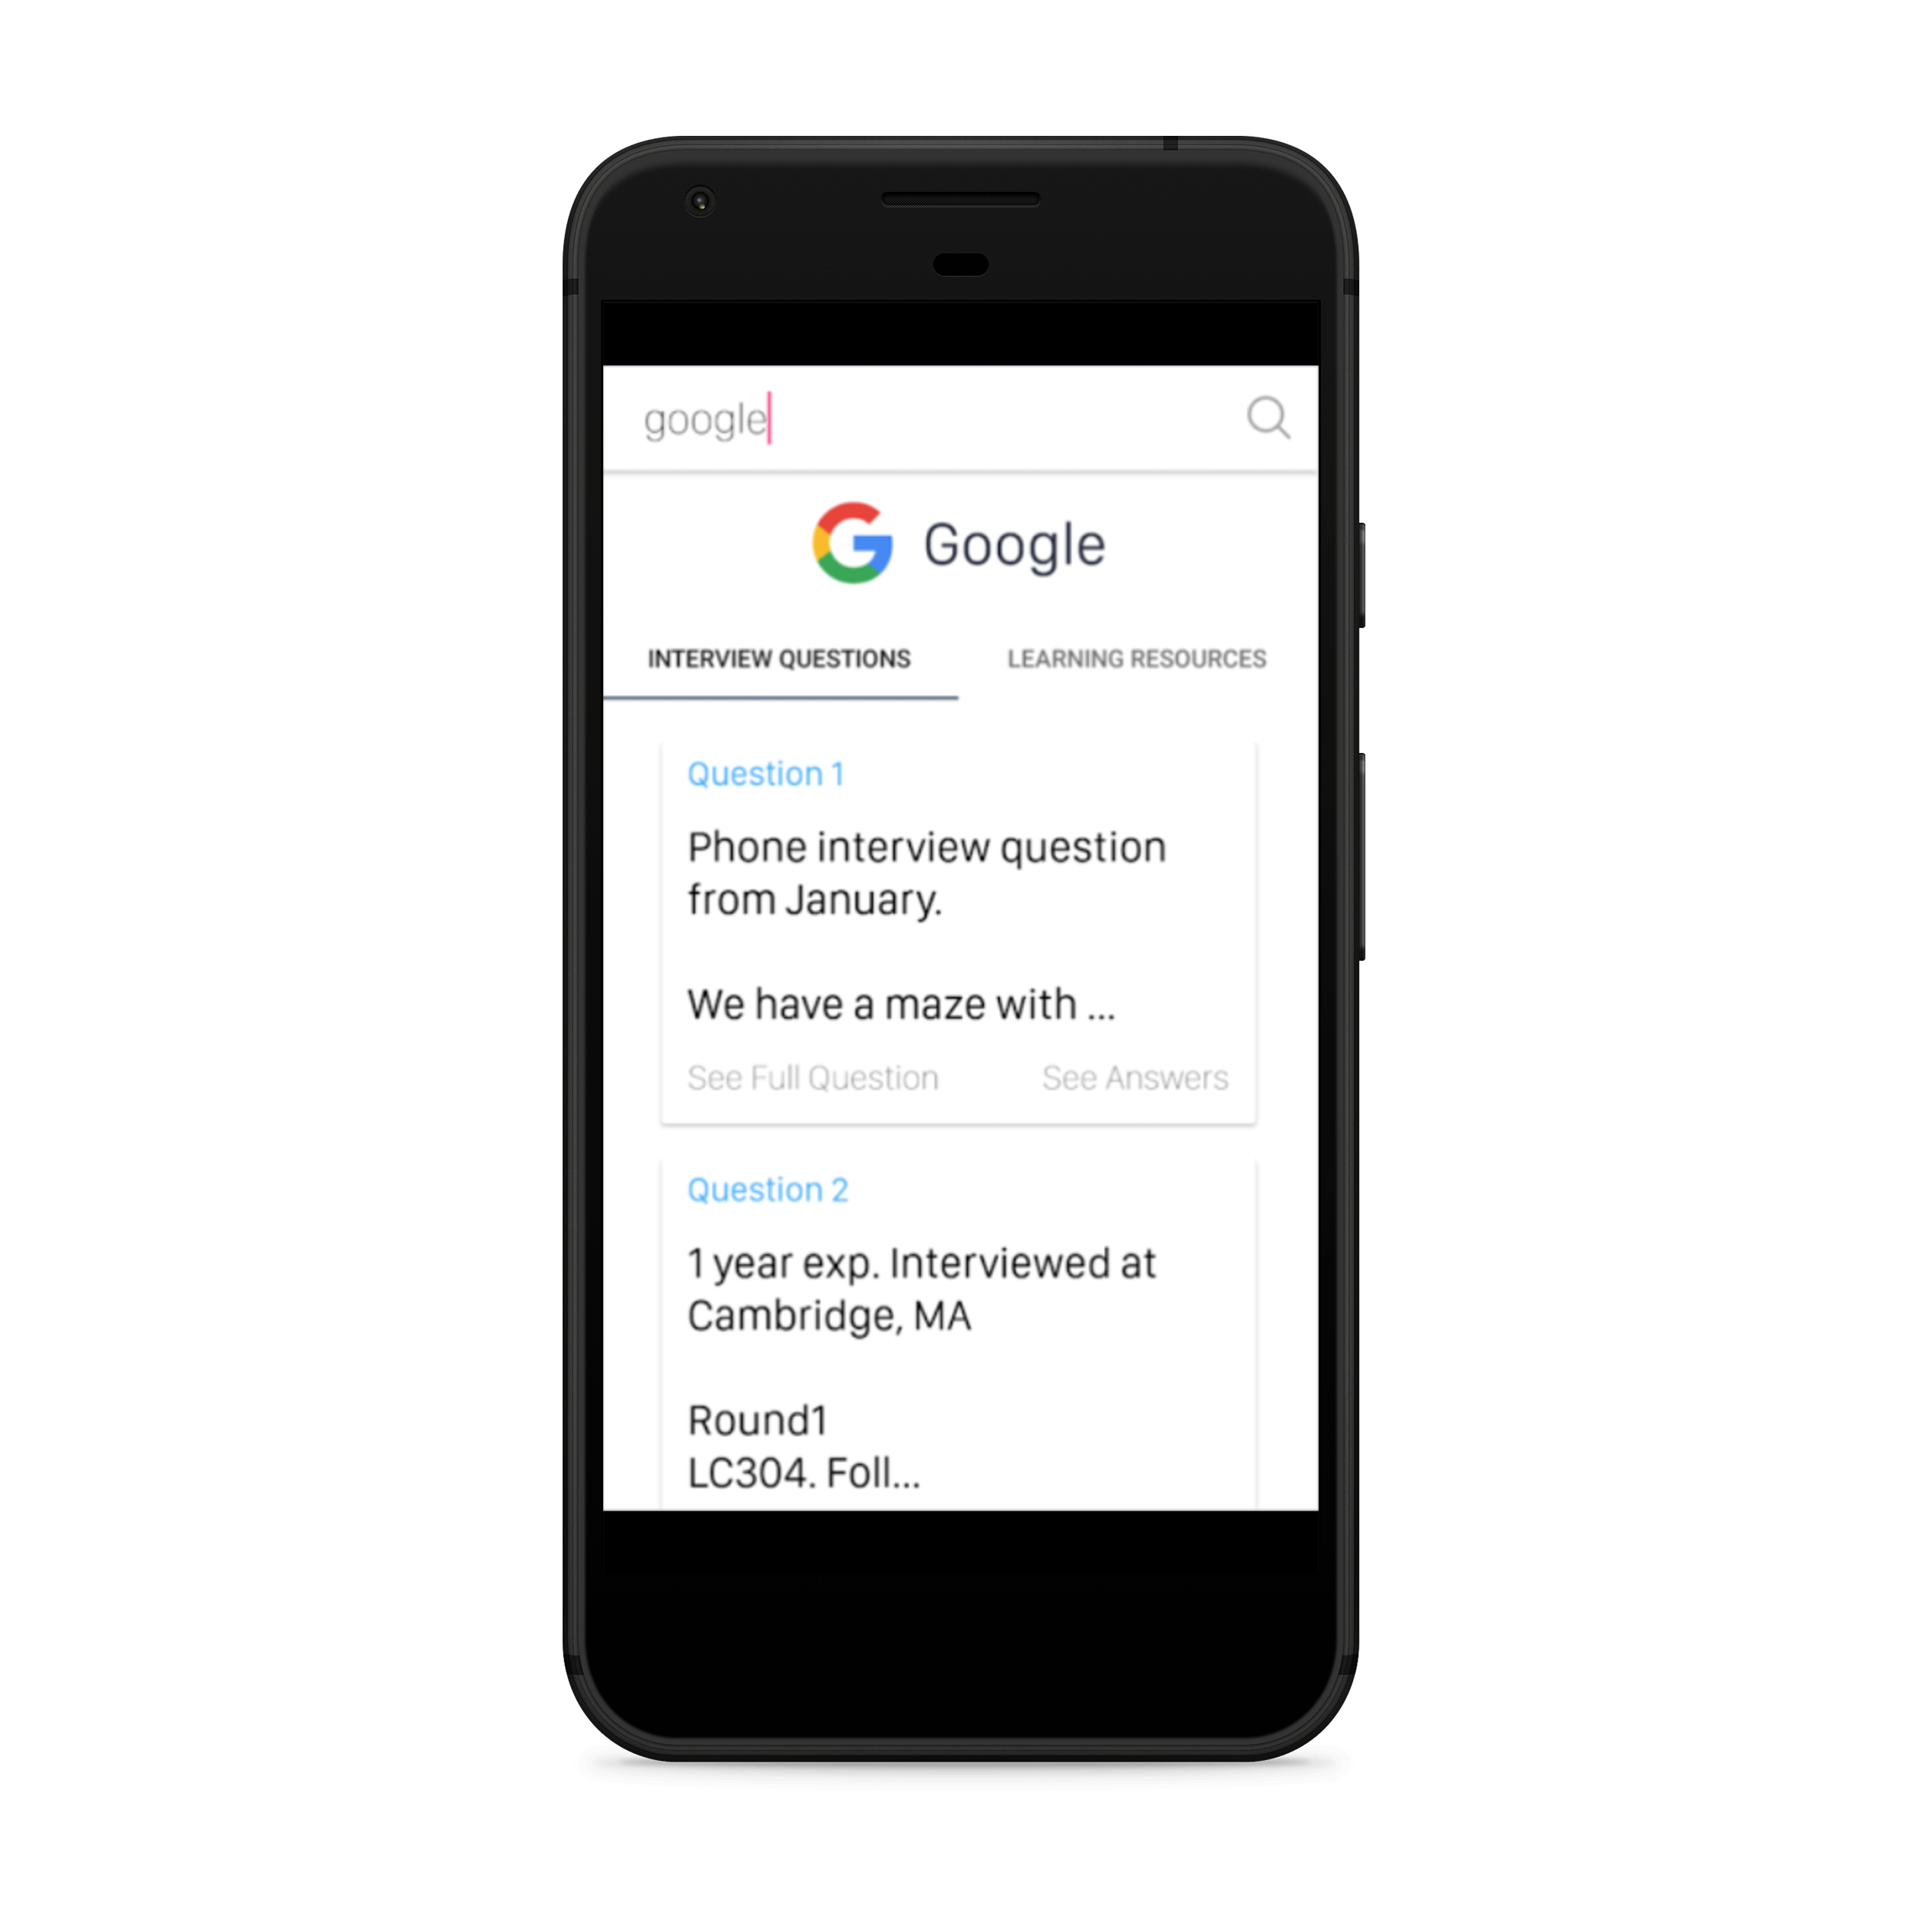 google
Google
INTERVIEW QUESTIONS LEARNING RESOURCES
Question 1
Phone interview question
from January.
We have a maze with ...
See Full Question See Answers
Question 2
1 year exp. Interviewed at
Cambridge, MA
Round1
LC304. Foll...